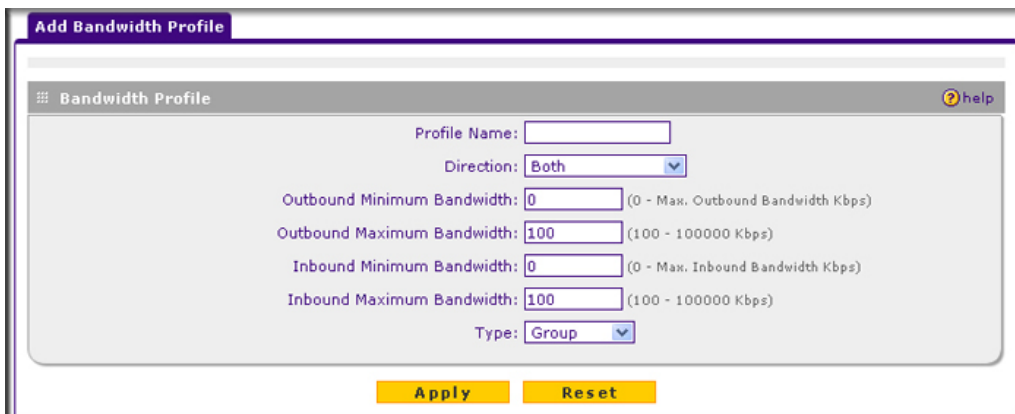 Add Bandwidth Profile
Bandwidth Profile
help
Profile Name:
Direction: Both
Outbound Minimum Bandwidth: 0 (0 - Max. Outbound Bandwidth Kbps)
Outbound Maximum Bandwidth: 100 (100 - 100000 Kbps)
Inbound Minimum Bandwidth: 0 (0 - Max. Inbound Bandwidth Kbps)
Inbound Maximum Bandwidth: 100 (100 - 100000 Kbps)
Type: Group
Apply Reset